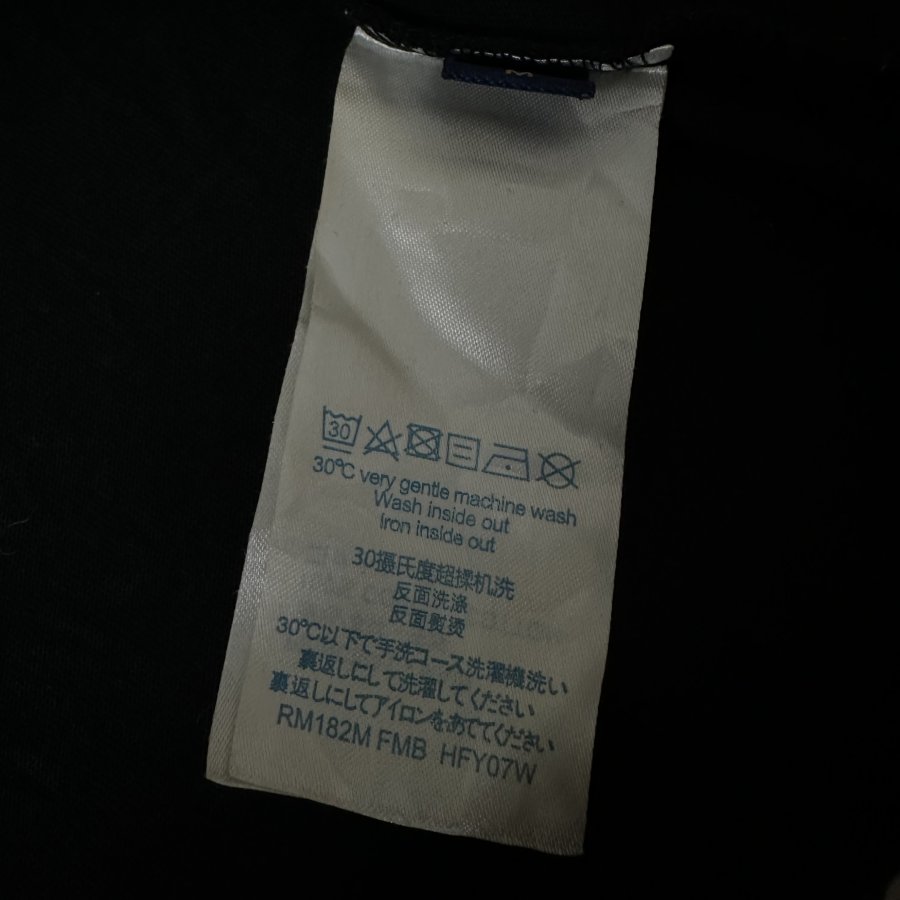 M
30
30°C very gentle machine wash
Wash inside out
Iron inside out
30摄氏度超揉机洗
反面洗涤
反面熨烫
30°C以下で手洗コース洗濯機洗い
裏返しにして洗濯してください
裏返しにしてアイロンをあててください
RM182M FMB HFY07W